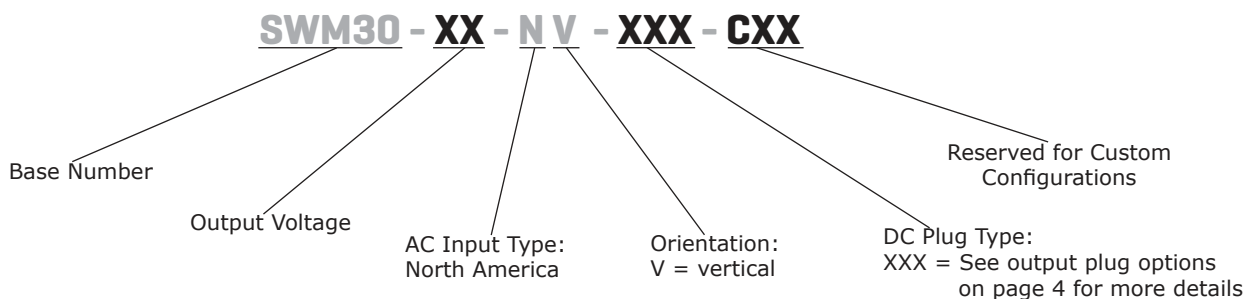 SWM30 - XX - N V - XXX - CXX
Base Number
Output Voltage
AC Input Type:
North America
Orientation:
V = vertical
DC Plug Type:
XXX = See output plug options
on page 4 for more details
Reserved for Custom
Configurations